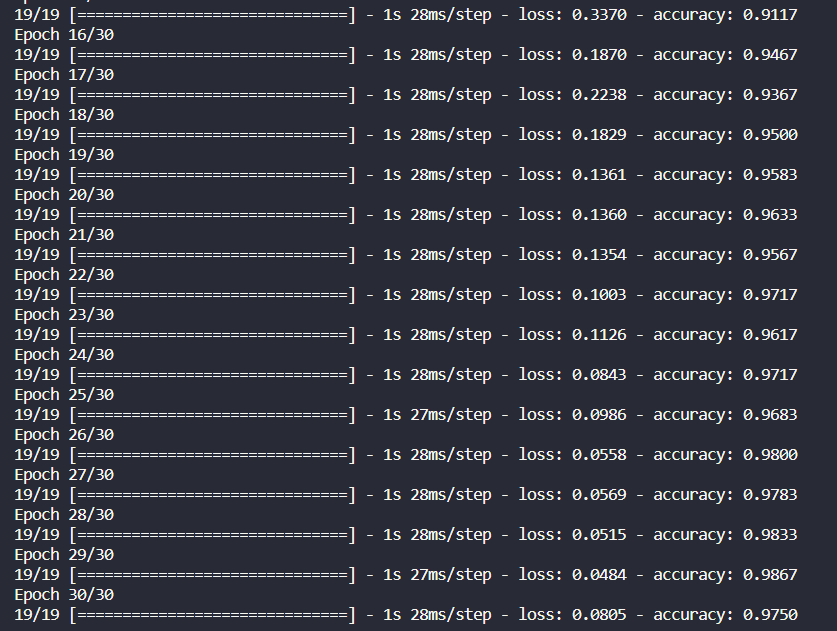 19/19 [==============================] - 1s 28ms/step - loss: 0.3370 - accuracy: 0.9117
Epoch 16/30
19/19 [==============================] - 1s 28ms/step - loss: 0.1870 - accuracy: 0.9467
Epoch 17/30
19/19 [==============================] - 1s 28ms/step - loss: 0.2238 - accuracy: 0.9367
Epoch 18/30
19/19 [==============================] - 1s 28ms/step - loss: 0.1829 - accuracy: 0.9500
Epoch 19/30
19/19 [==============================] - 1s 28ms/step - loss: 0.1361 - accuracy: 0.9583
Epoch 20/30
19/19 [==============================] - 1s 28ms/step - loss: 0.1360 - accuracy: 0.9633
Epoch 21/30
19/19 [==============================] - 1s 28ms/step - loss: 0.1354 - accuracy: 0.9567
Epoch 22/30
19/19 [==============================] - 1s 28ms/step - loss: 0.1003 - accuracy: 0.9717
Epoch 23/30
19/19 [==============================] - 1s 28ms/step - loss: 0.1126 - accuracy: 0.9617
Epoch 24/30
19/19 [==============================] - 1s 28ms/step - loss: 0.0843 - accuracy: 0.9717
Epoch 25/30
19/19 [==============================] - 1s 27ms/step - loss: 0.0986 - accuracy: 0.9683
Epoch 26/30
19/19 [==============================] - 1s 28ms/step - loss: 0.0558 - accuracy: 0.9800
Epoch 27/30
19/19 [==============================] - 1s 28ms/step - loss: 0.0569 - accuracy: 0.9783
Epoch 28/30
19/19 [==============================] - 1s 28ms/step - loss: 0.0515 - accuracy: 0.9833
Epoch 29/30
19/19 [==============================] - 1s 27ms/step - loss: 0.0484 - accuracy: 0.9867
Epoch 30/30
19/19 [==============================] - 1s 28ms/step - loss: 0.0805 - accuracy: 0.9750